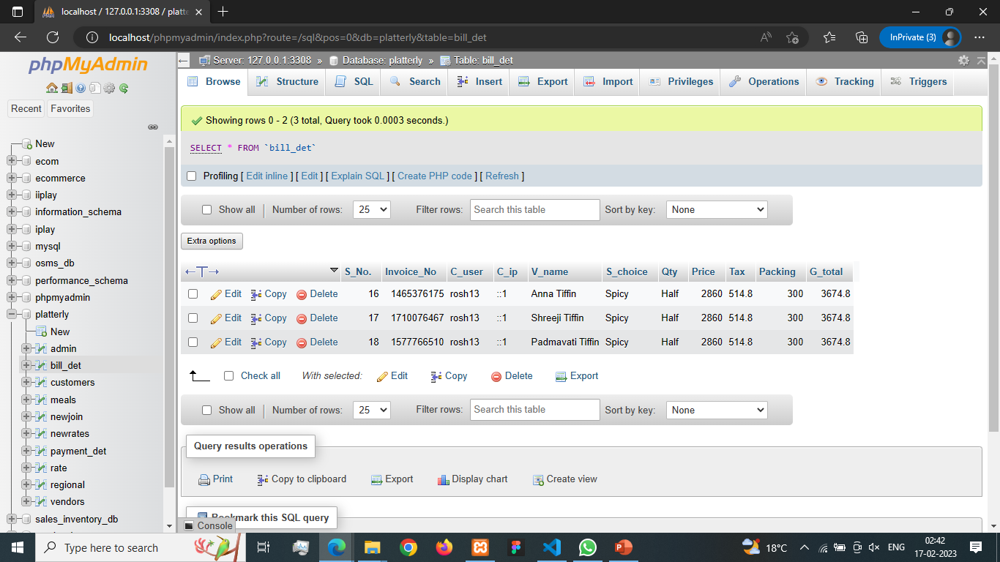 localhost / 127.0.0.1:3308 / platte
localhost/phpmyadmin/index.php?route=/sql&pos=0&db=platterly&table=bill_det
InPrivate (3)
phpMyAdmin
Recent Favorites
New
ecom
ecommerce
iiplay
information_schema
iplay
mysql
osms_db
performance_schema
phpmyadmin
platterly
New
admin
bill_det
customers
meals
newjoin
newrates
payment_det
rate
regional
vendors
sales_inventory_db
Server: 127.0.0.1:3308 » Database: platterly » Table: bill_det
Browse Structure SQL Search Insert Export Import Privileges Operations Tracking Triggers
Showing rows 0 - 2 (3 total, Query took 0.0003 seconds.)
SELECT * FROM `bill_det`
Profiling [ Edit inline ] [ Edit ] [ Explain SQL ] [ Create PHP code ] [ Refresh ]
Show all | Number of rows: 25 Filter rows: Search this table Sort by key: None
Extra options
←T→ S_No. Invoice_No C_user C_ip V_name S_choice Qty Price Tax Packing G_total
Edit Copy Delete 16 1465376175 rosh13 ::1 Anna Tiffin Spicy Half 2860 514.8 300 3674.8
Edit Copy Delete 17 1710076467 rosh13 ::1 Shreeji Tiffin Spicy Half 2860 514.8 300 3674.8
Edit Copy Delete 18 1577766510 rosh13 ::1 Padmavati Tiffin Spicy Half 2860 514.8 300 3674.8
Check all With selected: Edit Copy Delete Export
Show all | Number of rows: 25 Filter rows: Search this table Sort by key: None
Query results operations
Print Copy to clipboard Export Display chart Create view
Bookmark this SQL query
Console
Type here to search
18°C ENG 02:42
17-02-2023